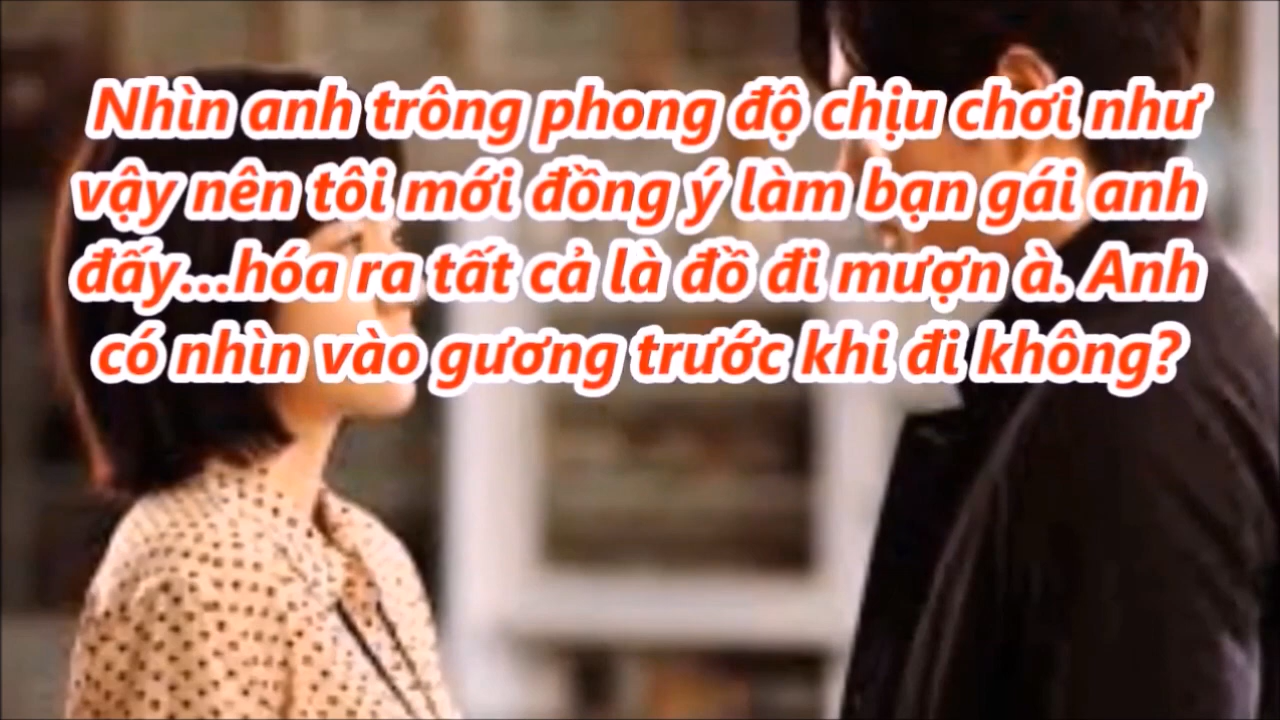 Nhìn anh trông phong độ chịu chơi như
vậy nên tôi mới đồng ý làm bạn gái anh
đấy...hóa ra tất cả là đồ đi mượn à. Anh
có nhìn vào gương trước khi đi không?